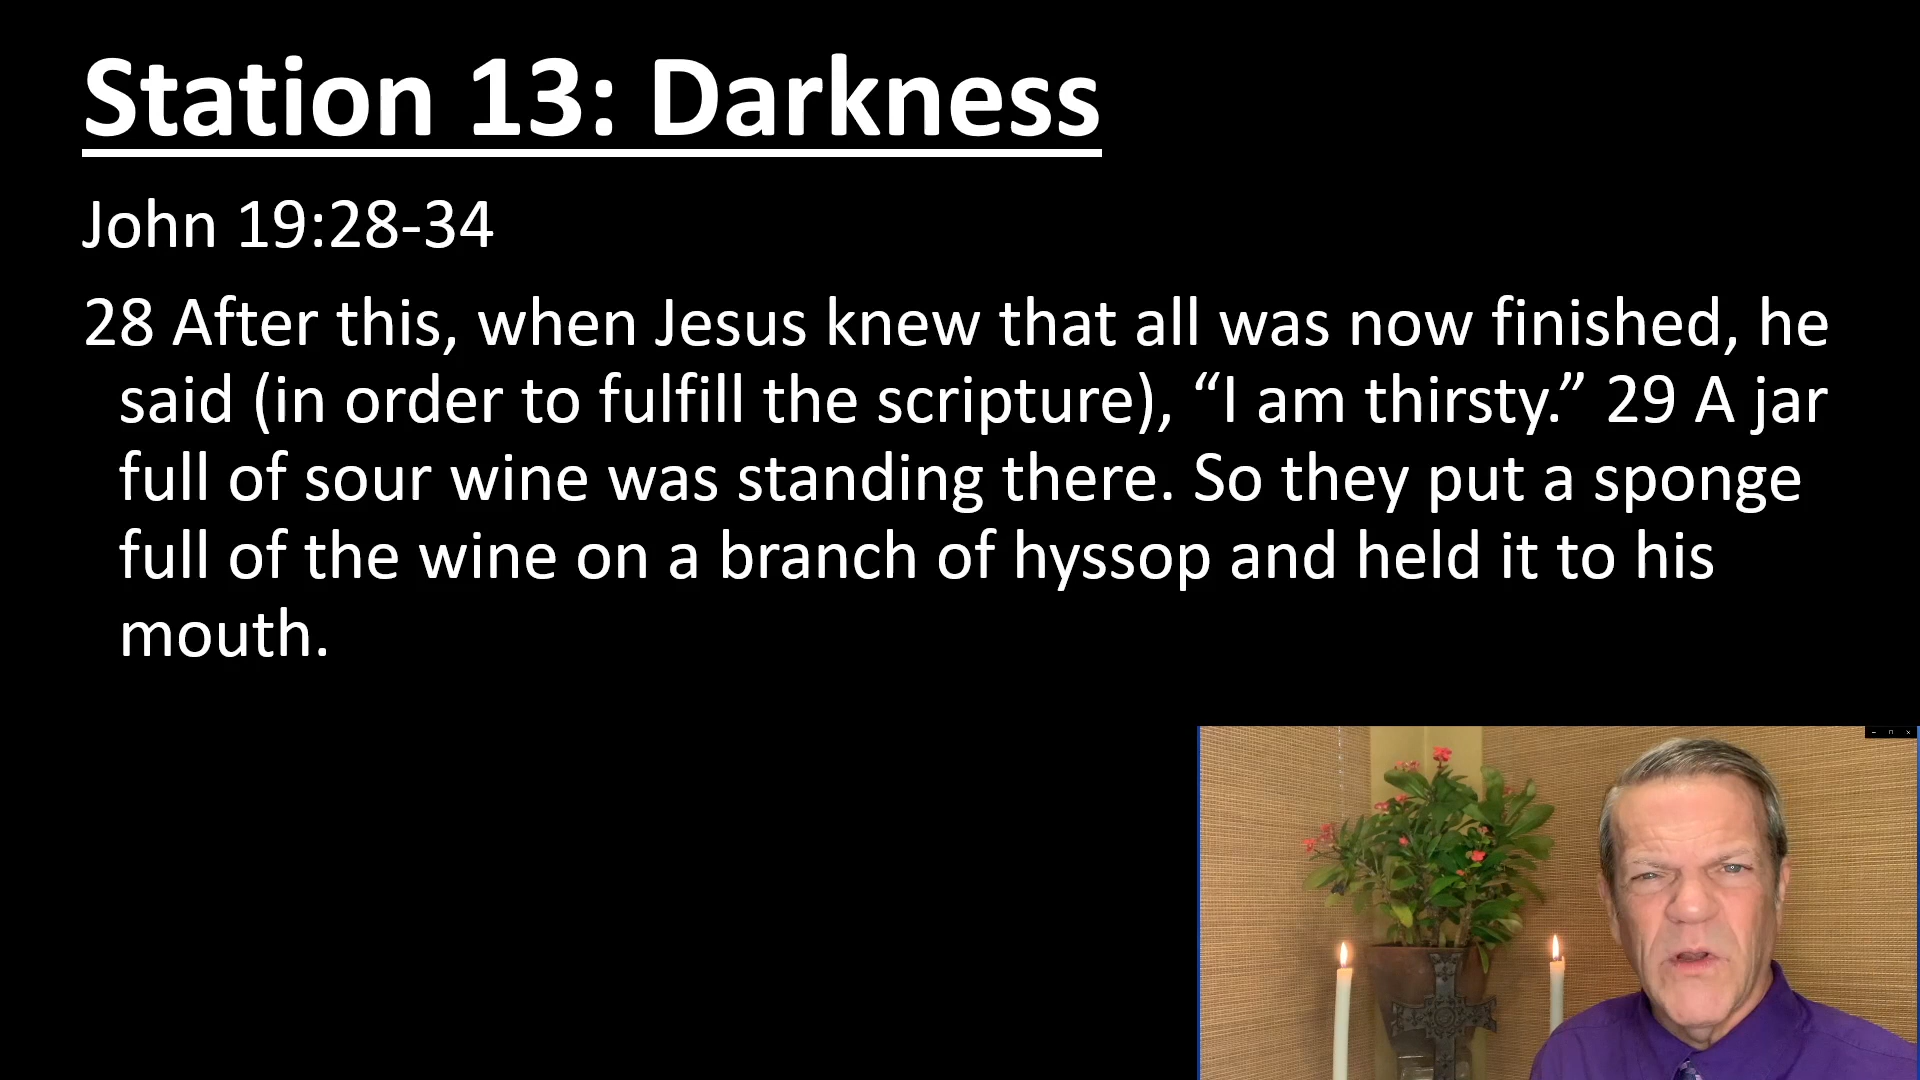 Station 13: Darkness
John 19:28-34
28 After this, when Jesus knew that all was now finished, he
said (in order to fulfill the scripture), “I am thirsty.” 29 A jar
full of sour wine was standing there. So they put a sponge
full of the wine on a branch of hyssop and held it to his
mouth.